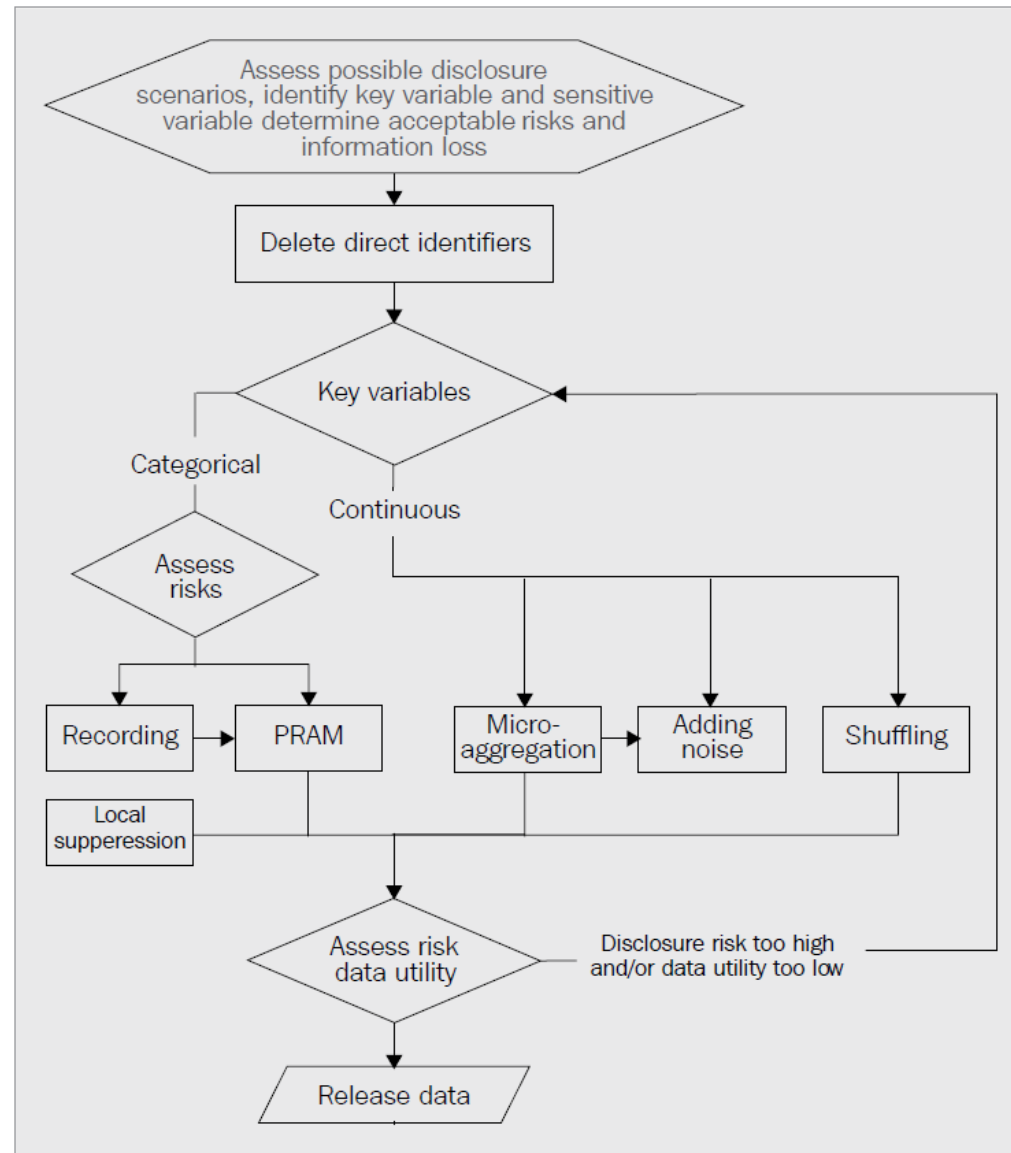 Assess possible disclosure
scenarios, identify key variable and sensitive
variable determine acceptable risks and
information loss
Delete direct identifiers
Key variables
Categorical
Continuous
Assess
risks
Recording
PRAM
Micro-
aggregation
Adding
noise
Shuffling
Local
supperession
Assess risk
data utility
Disclosure risk too high
and/or data utility too low
Release data